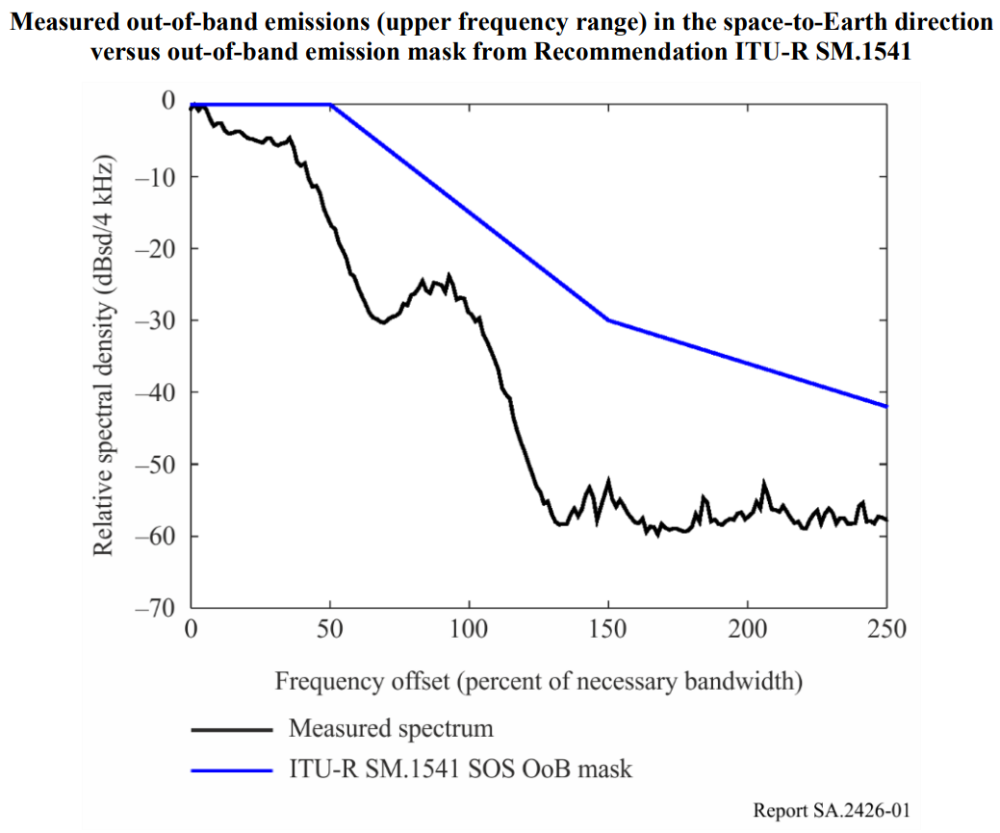 Measured out-of-band emissions (upper frequency range) in the space-to-Earth direction
versus out-of-band emission mask from Recommendation ITU-R SM.1541
Relative spectral density (dBsd/4 kHz)
0
–10
–20
–30
–40
–50
–60
–70
0 50 100 150 200 250
Frequency offset (percent of necessary bandwidth)
Measured spectrum
ITU-R SM.1541 SOS OoB mask
Report SA.2426-01